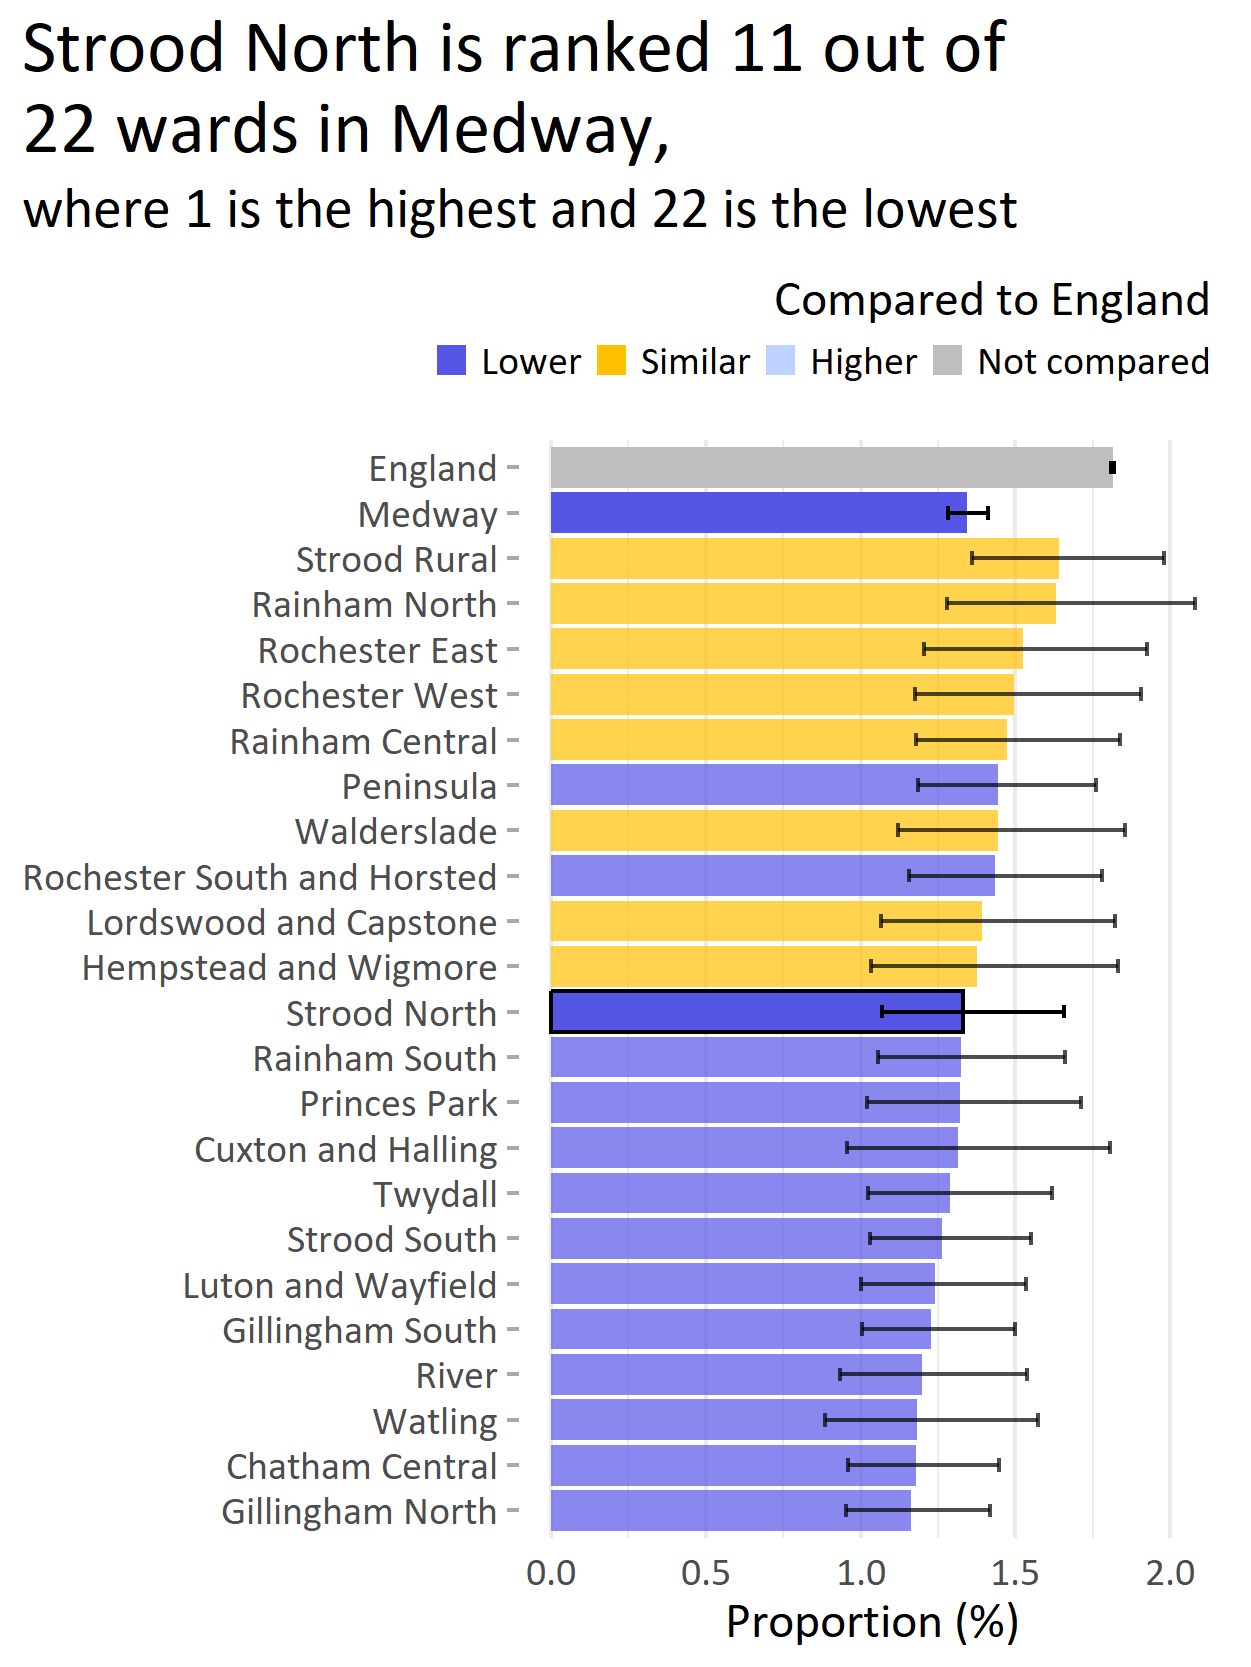 Strood North is ranked 11 out of
22 wards in Medway,
where 1 is the highest and 22 is the lowest
Compared to England
Lower Similar Higher Not compared
England
Medway
Strood Rural
Rainham North
Rochester East
Rochester West
Rainham Central
Peninsula
Walderslade
Rochester South and Horsted
Lordswood and Capstone
Hempstead and Wigmore
Strood North
Rainham South
Princes Park
Cuxton and Halling
Twydall
Strood South
Luton and Wayfield
Gillingham South
River
Watling
Chatham Central
Gillingham North
0.0 0.5 1.0 1.5 2.0
Proportion (%)